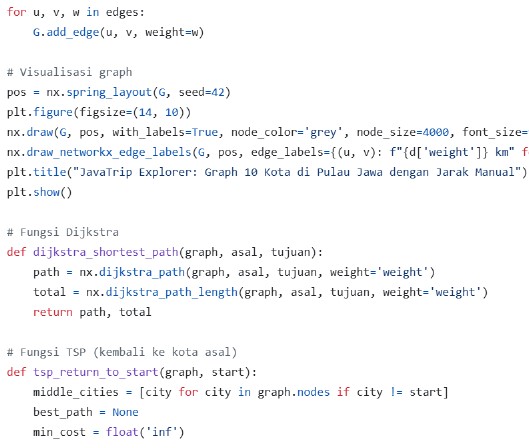 for u, v, w in edges:
    G.add_edge(u, v, weight=w)

# Visualisasi graph
pos = nx.spring_layout(G, seed=42)
plt.figure(figsize=(14, 10))
nx.draw(G, pos, with_labels=True, node_color='grey', node_size=4000, font_size=
nx.draw_networkx_edge_labels(G, pos, edge_labels={(u, v): f"{d['weight']} km" f
plt.title("JavaTrip Explorer: Graph 10 Kota di Pulau Jawa dengan Jarak Manual")
plt.show()

# Fungsi Dijkstra
def dijkstra_shortest_path(graph, asal, tujuan):
    path = nx.dijkstra_path(graph, asal, tujuan, weight='weight')
    total = nx.dijkstra_path_length(graph, asal, tujuan, weight='weight')
    return path, total

# Fungsi TSP (kembali ke kota asal)
def tsp_return_to_start(graph, start):
    middle_cities = [city for city in graph.nodes if city != start]
    best_path = None
    min_cost = float('inf')